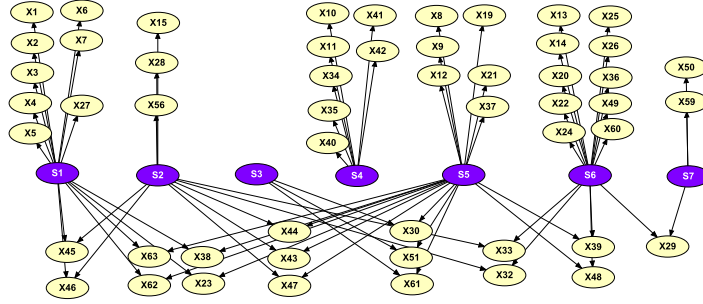 X1 X6 X15 X10 X41 X8 X19 X13 X25
X2 X7 X11 X42 X9 X14 X26
X3 X28 X34 X12 X21 X20 X36 X50
X4 X27 X56 X35 X37 X22 X49 X59
X5 X40 X24 X60
S1 S2 S3 S4 S5 S6 S7
X45 X63 X38 X44 X43 X30 X51 X33 X39 X29
X46 X62 X23 X47 X61 X32 X48